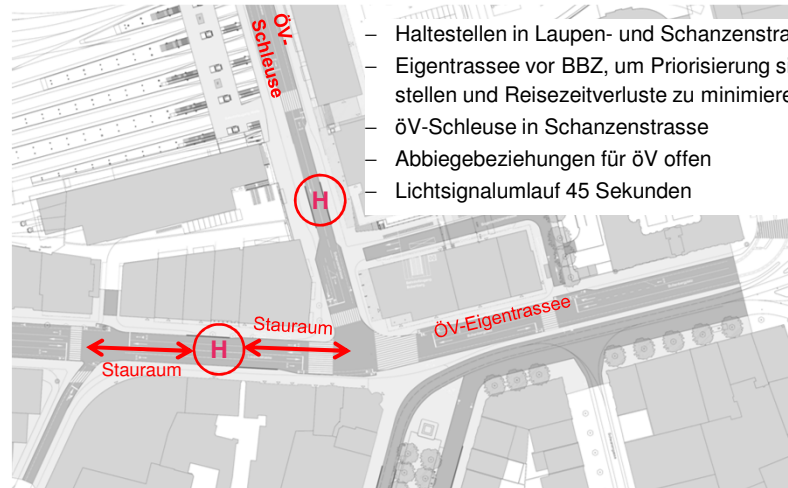 ÖV-
Schleuse
– Haltestellen in Laupen- und Schanzenstra
– Eigentrassee vor BBZ, um Priorisierung si
stellen und Reisezeitverluste zu minimiere
– öV-Schleuse in Schanzenstrasse
– Abbiegebeziehungen für öV offen
– Lichtsignalumlauf 45 Sekunden
H
Stauraum
ÖV-Eigentrassee
H
Stauraum